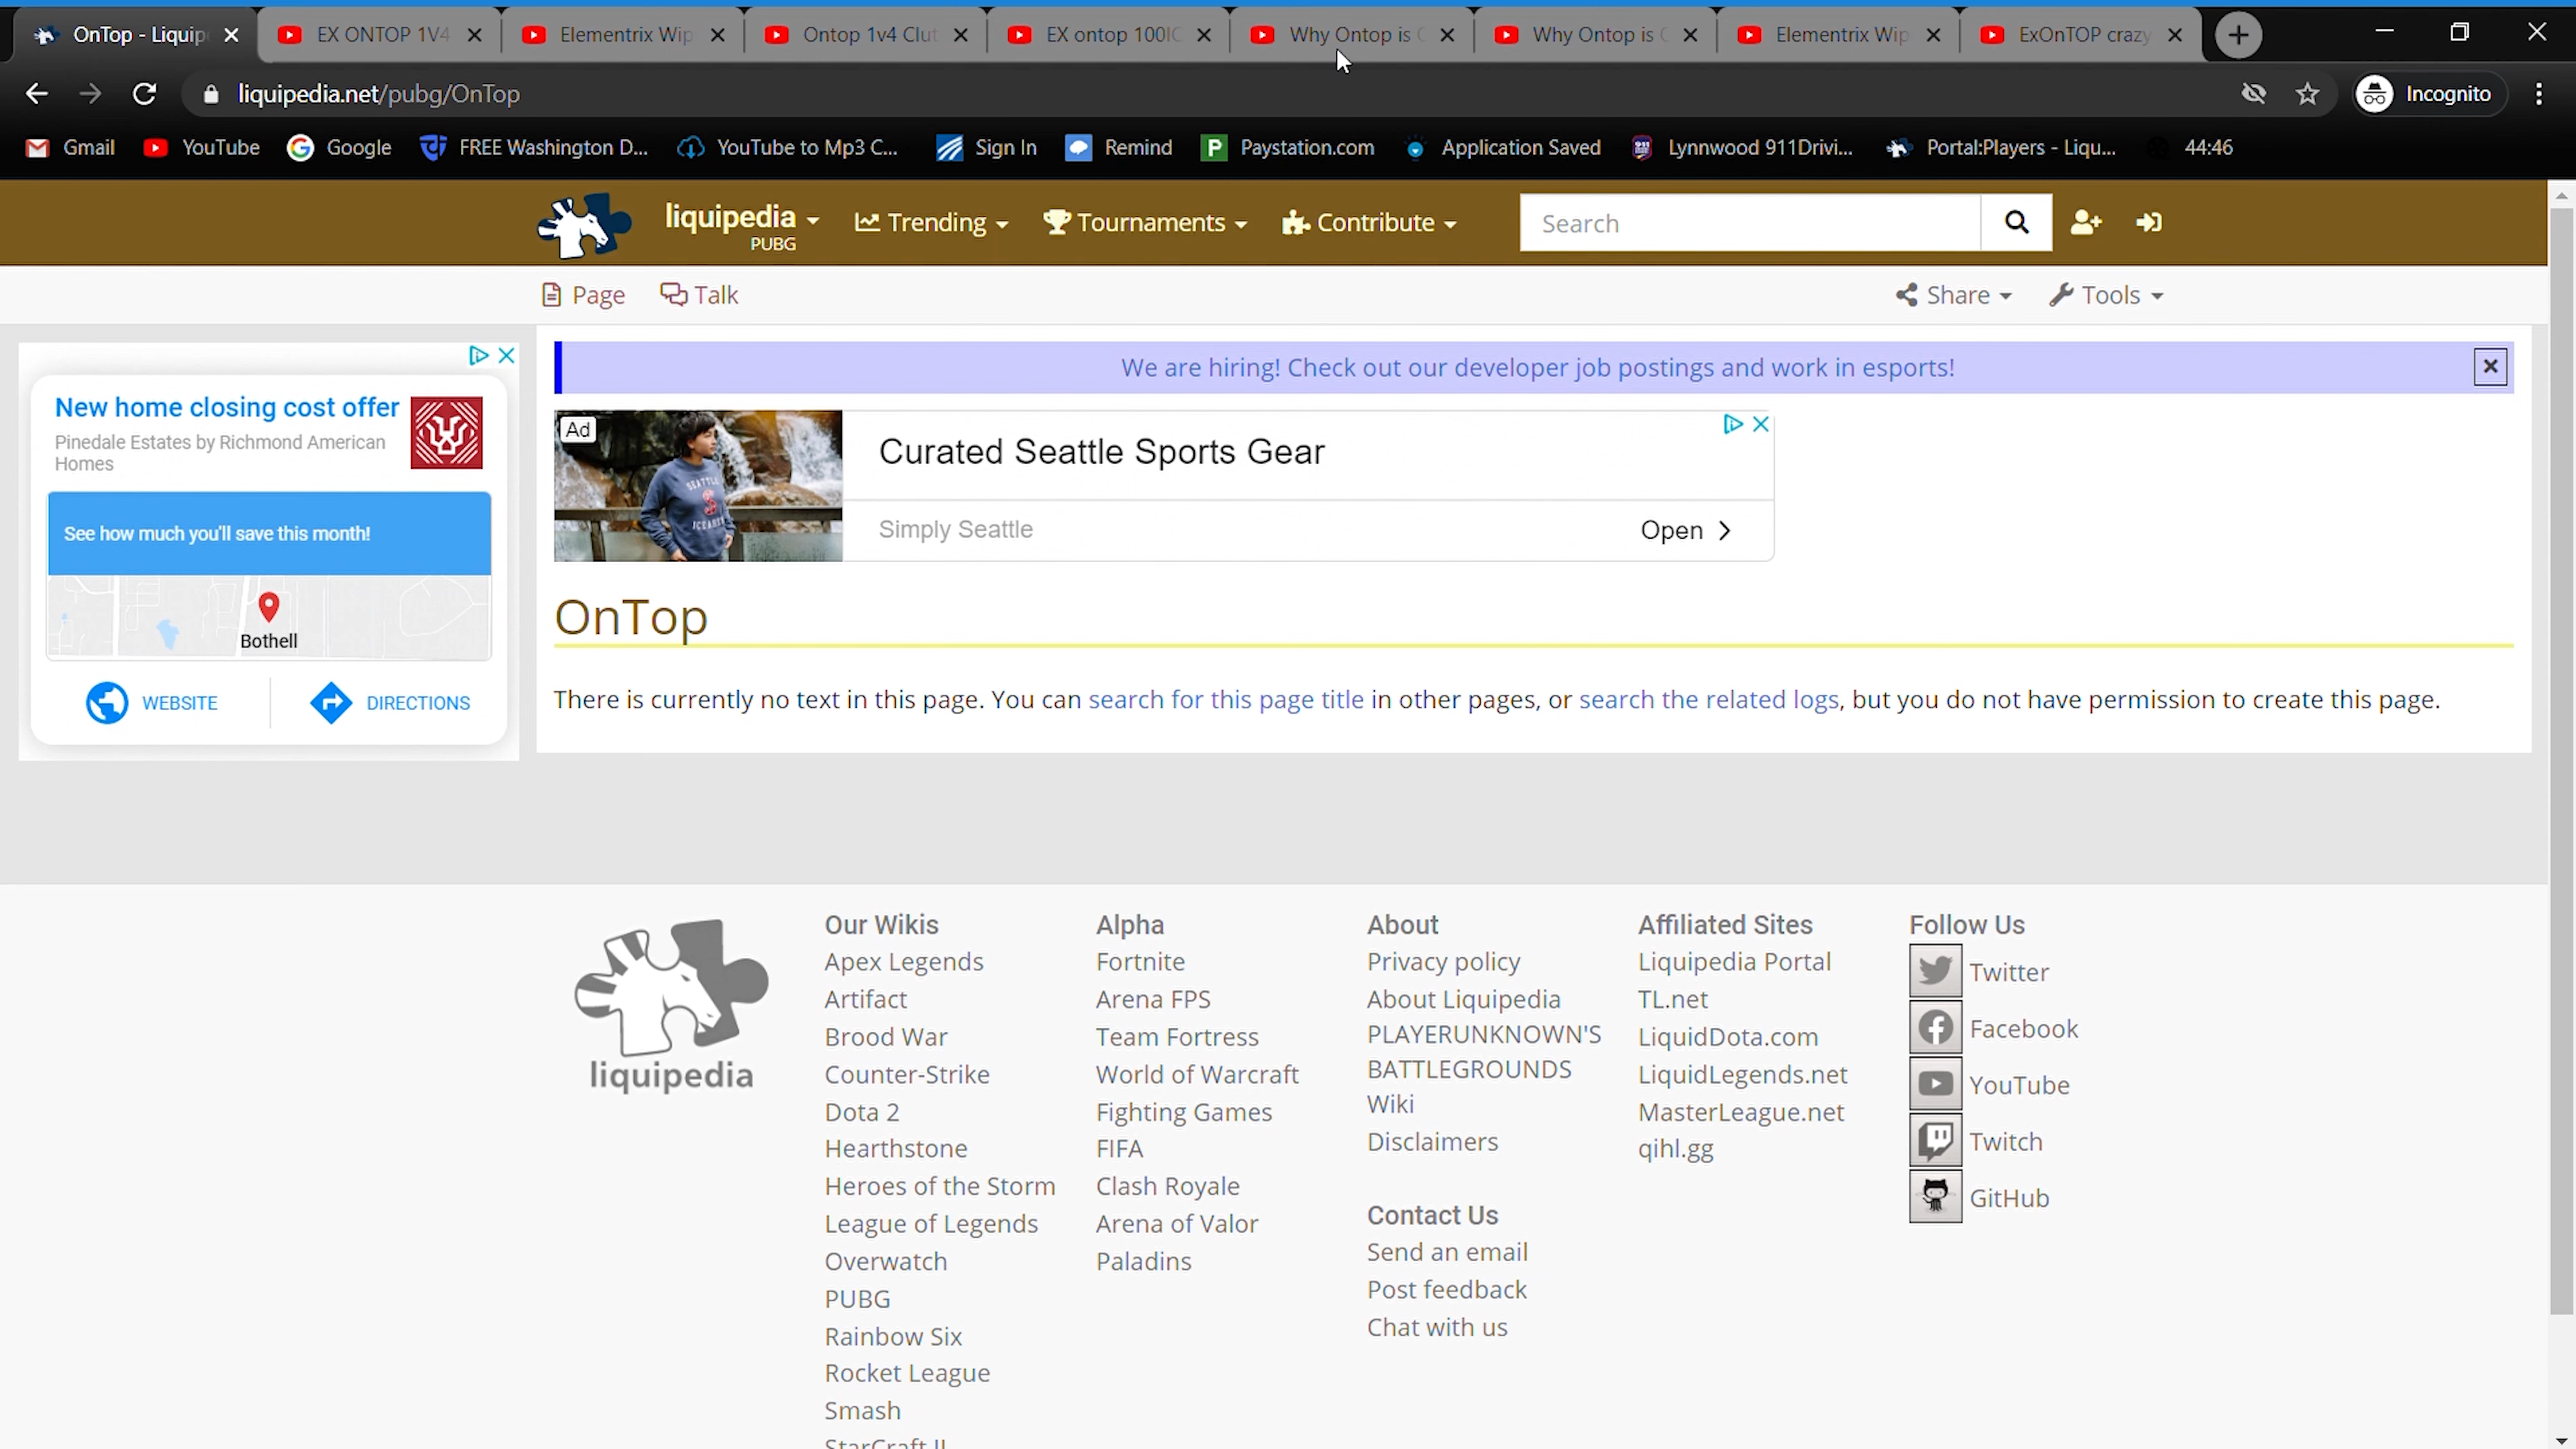 OnTop - Liquip
EX ONTOP 1V4
Elementrix Wip
Ontop 1v4 Clut
EX ontop 100IC
Why Ontop is
Why Ontop is
Elementrix Wip
ExOnTOP crazy
liquipedia.net/pubg/OnTop
Incognito
Gmail
YouTube
Google
FREE Washington D...
YouTube to Mp3 C...
Sign In
Remind
Paystation.com
Application Saved
Lynnwood 911Drivi...
Portal:Players - Liqu...
44:46
liquipedia
PUBG
Trending
Tournaments
Contribute
Search
Page
Talk
Share
Tools
New home closing cost offer
Pinedale Estates by Richmond American
Homes
See how much you'll save this month!
Bothell
WEBSITE
DIRECTIONS
We are hiring! Check out our developer job postings and work in esports!
Ad
SEATTLE
Curated Seattle Sports Gear
Simply Seattle
Open
OnTop
There is currently no text in this page. You can search for this page title in other pages, or search the related logs, but you do not have permission to create this page.
liquipedia
Our Wikis
Apex Legends
Artifact
Brood War
Counter-Strike
Dota 2
Hearthstone
Heroes of the Storm
League of Legends
Overwatch
PUBG
Rainbow Six
Rocket League
Smash
StarCraft II
Alpha
Fortnite
Arena FPS
Team Fortress
World of Warcraft
Fighting Games
FIFA
Clash Royale
Arena of Valor
Paladins
About
Privacy policy
About Liquipedia
PLAYERUNKNOWN'S
BATTLEGROUNDS
Wiki
Disclaimers
Contact Us
Send an email
Post feedback
Chat with us
Affiliated Sites
Liquipedia Portal
TL.net
LiquidDota.com
LiquidLegends.net
MasterLeague.net
qihl.gg
Follow Us
Twitter
Facebook
YouTube
Twitch
GitHub